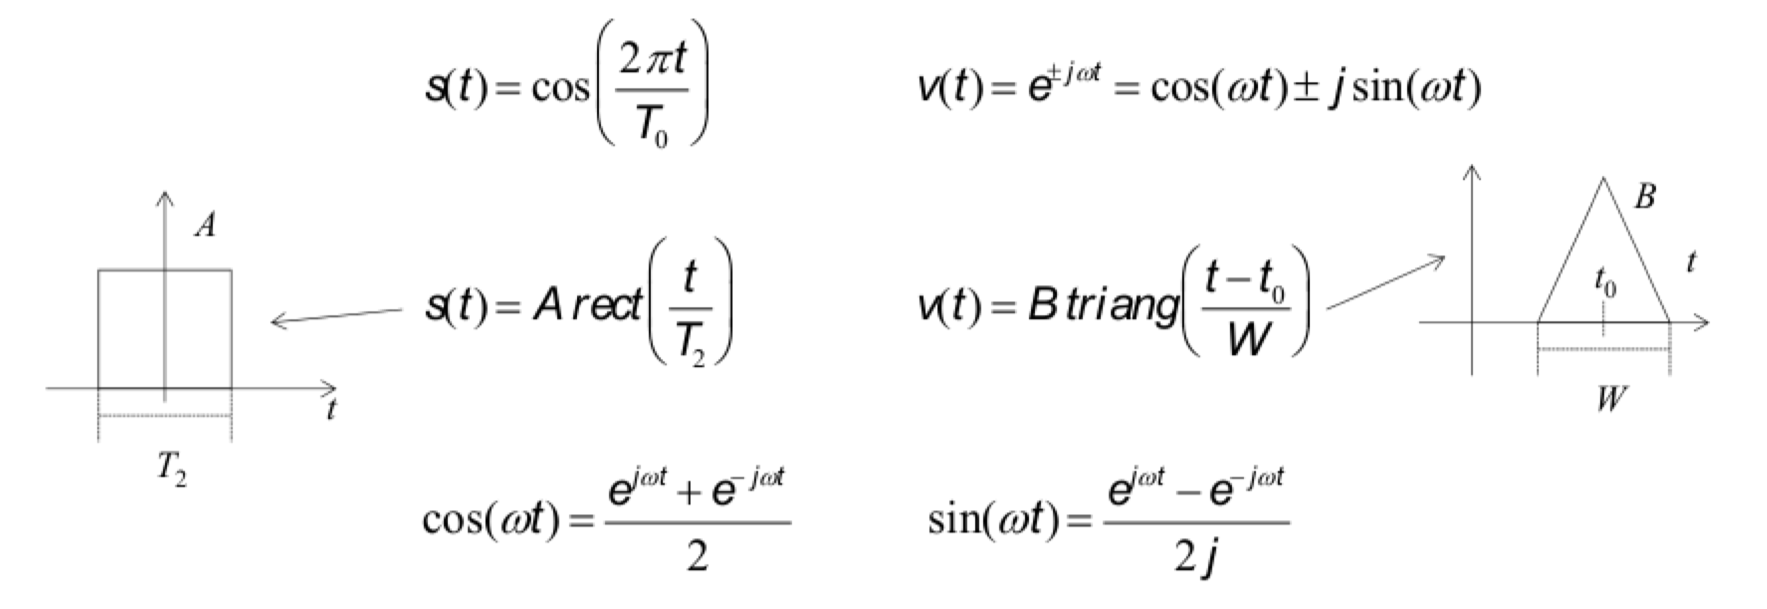 s(t) = cos(2πt/T₀)
v(t) = e^{±jωt} = cos(ωt) ± j sin(ωt)
A
s(t) = A rect(t/T₂)
t
T₂
v(t) = B triang((t − t₀)/W)
B
t
t₀
W
cos(ωt) = (e^{jωt} + e^{−jωt})/2
sin(ωt) = (e^{jωt} − e^{−jωt})/2j